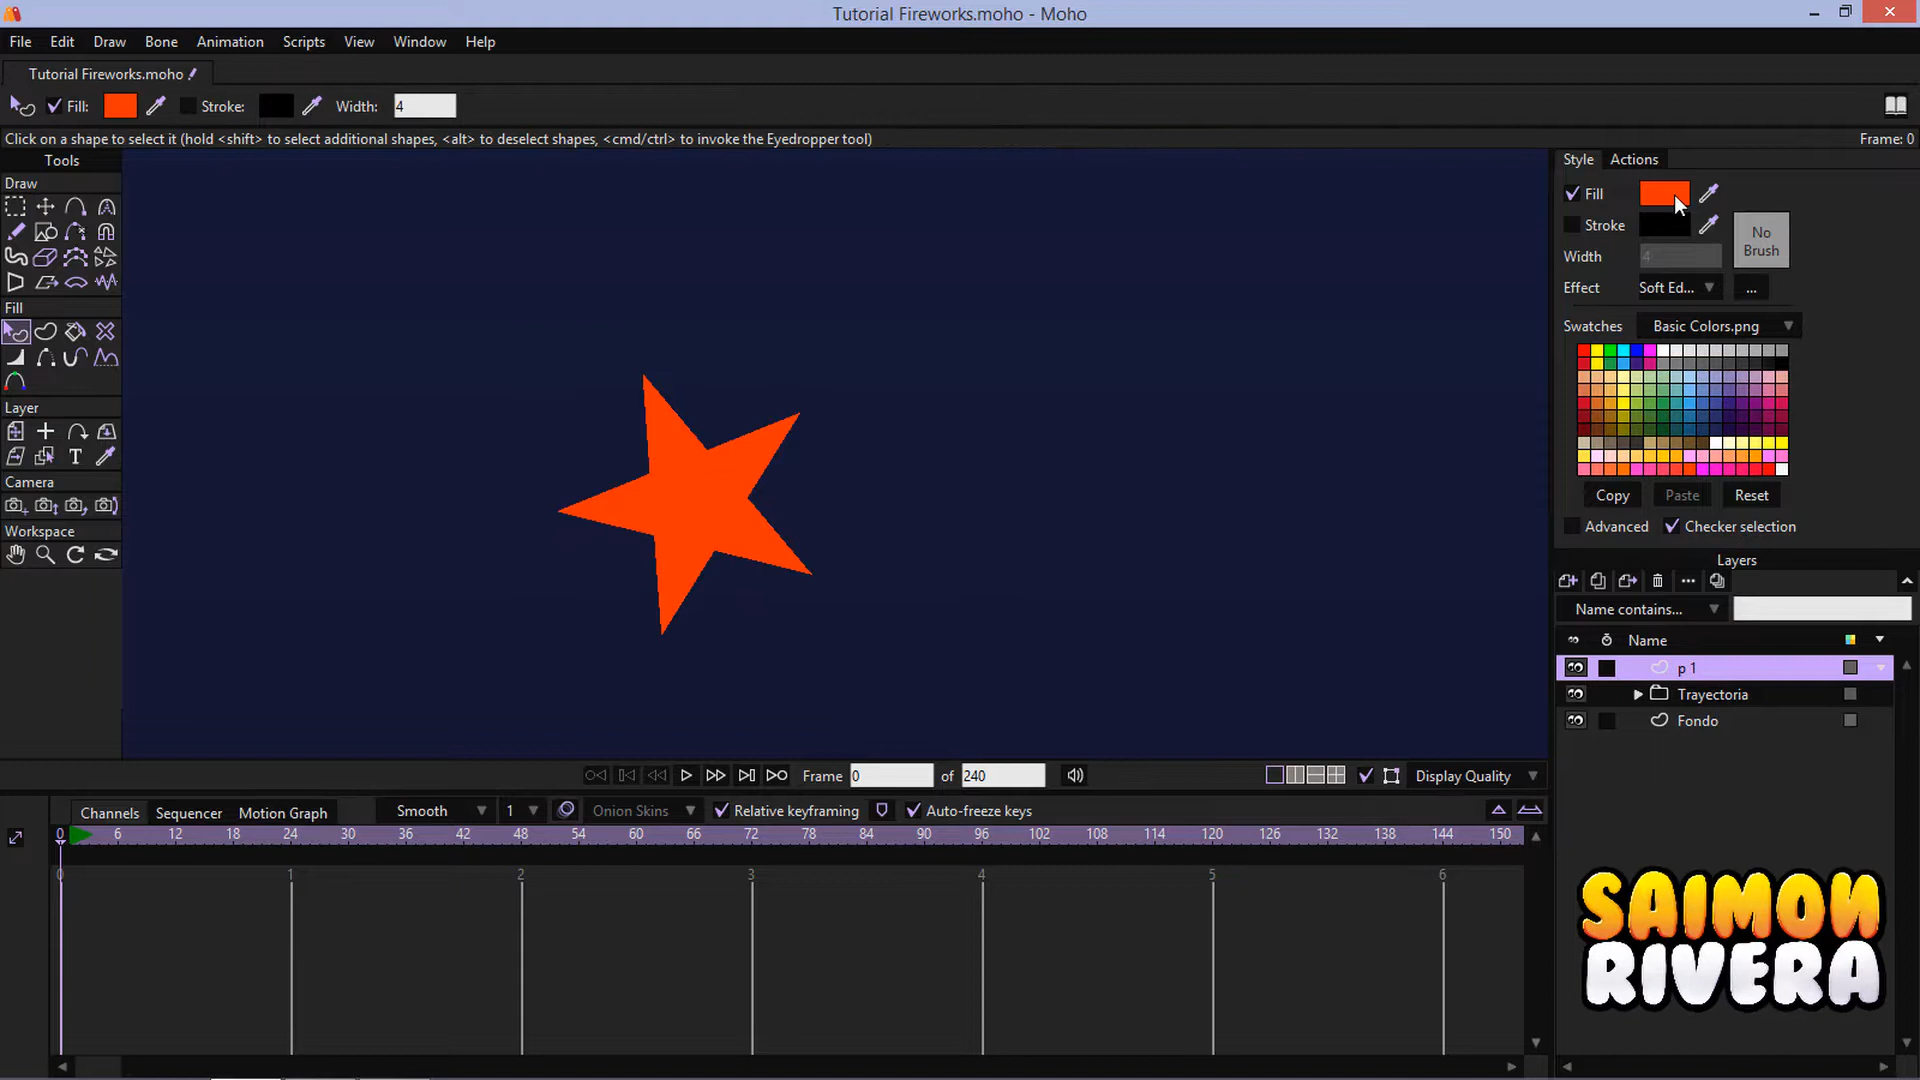 Tutorial Fireworks.moho - Moho
File Edit Draw Bone Animation Scripts View Window Help
Tutorial Fireworks.moho
Fill: Stroke: Width: 4
Click on a shape to select it (hold <shift> to select additional shapes, <alt> to deselect shapes, <cmd/ctrl> to invoke the Eyedropper tool) Frame: 0
Tools
Draw
Fill
Layer
T
Camera
Workspace
Style Actions
Fill
Stroke
No Brush
Width 4
Effect Soft Ed... ...
Swatches Basic Colors.png
Copy Paste Reset
Advanced Checker selection
Layers
Name contains...
Name
p 1
Trayectoria
Fondo
Frame 0 of 240 Display Quality
Channels Sequencer Motion Graph Smooth 1 Onion Skins Relative keyframing Auto-freeze keys
0 6 12 18 24 30 36 42 48 54 60 66 72 78 84 90 96 102 108 114 120 126 132 138 144 150
0 1 2 3 4 5 6
SAIMON
RIVERA